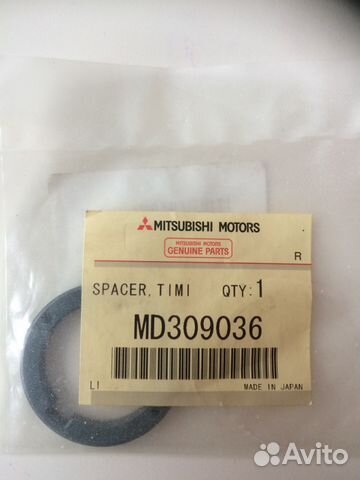 MITSUBISHI MOTORS
MITSUBISHI MOTORS
GENUINE PARTS
R
SPACER, TIMI QTY:1
MD309036
LI MADE IN JAPAN
Avito